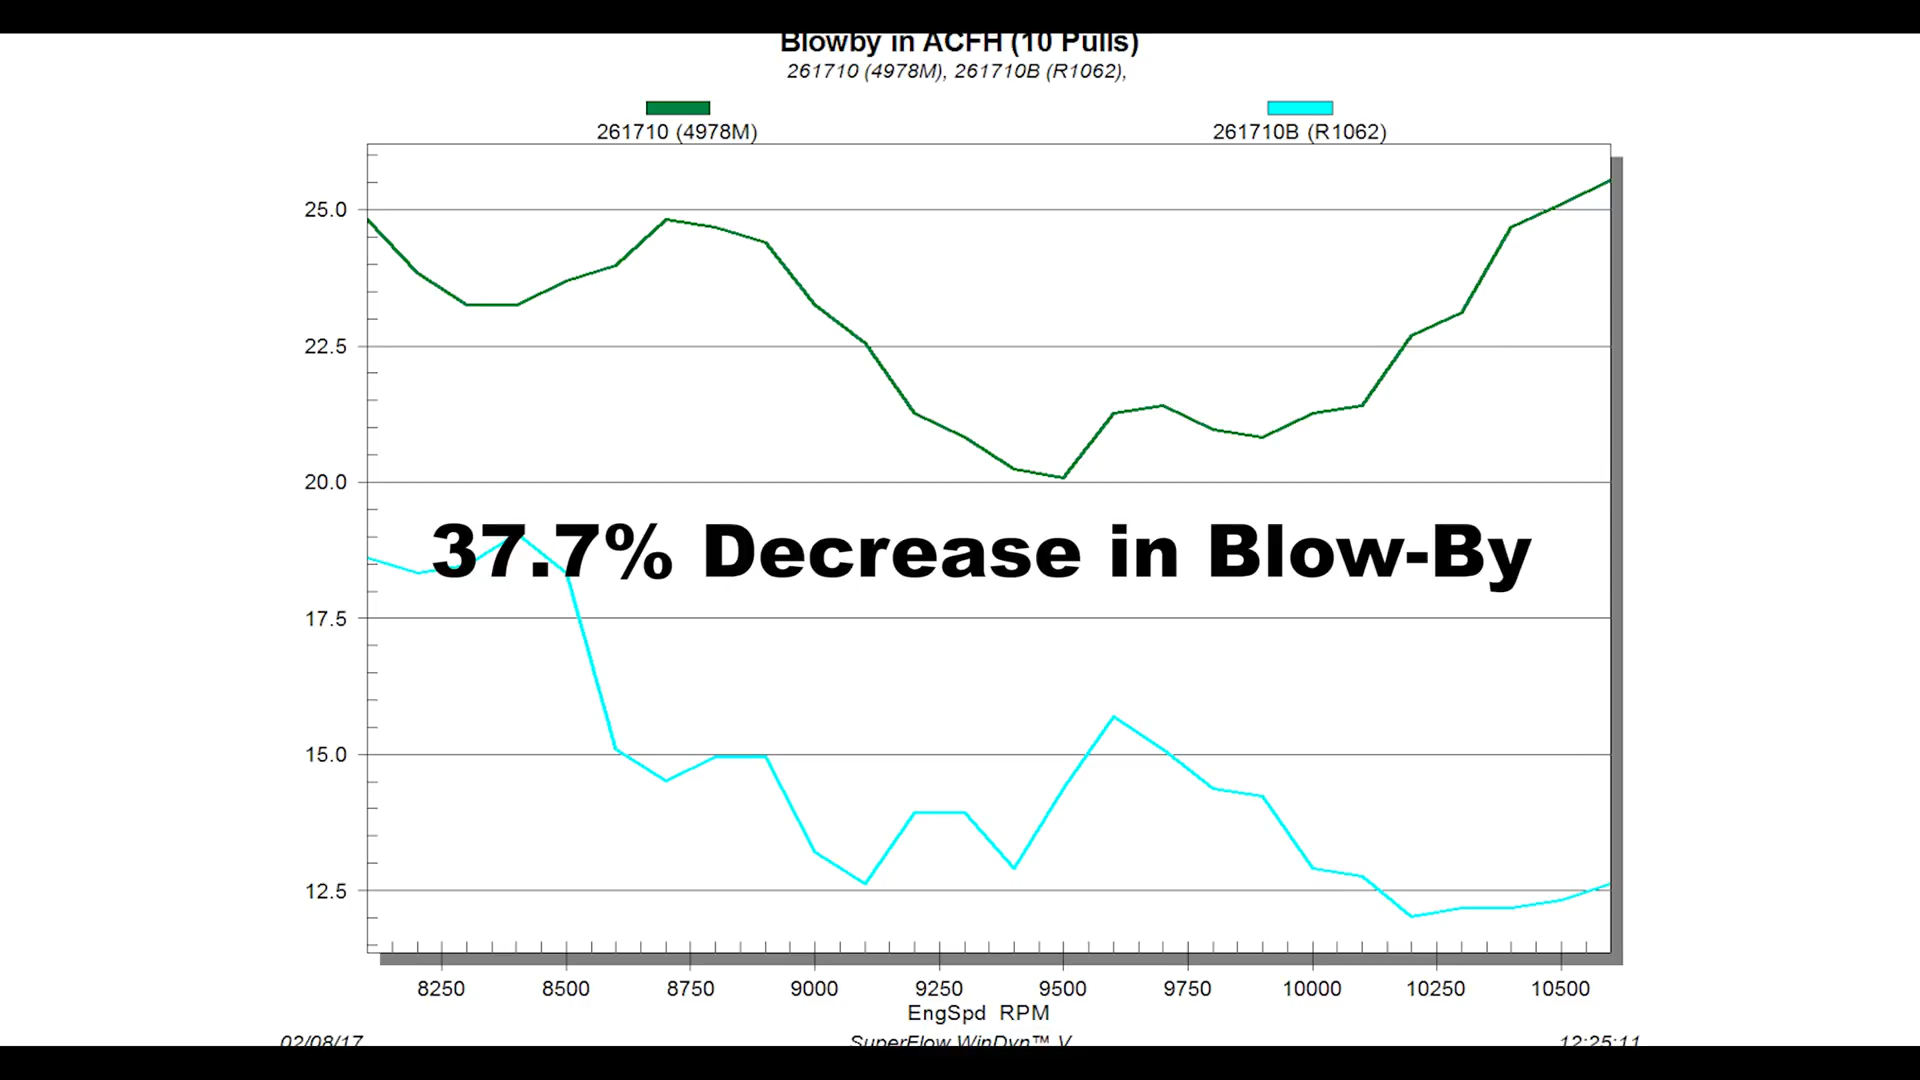 Blowby in ACFH (10 Pulls)
261710 (4978M), 261710B (R1062),
261710 (4978M)
261710B (R1062)
25.0
22.5
20.0
37.7% Decrease in Blow-By
17.5
15.0
12.5
8250 8500 8750 9000 9250 9500 9750 10000 10250 10500
EngSpd RPM
02/08/17 SuperFlow WinDyn™ V 12:25:11